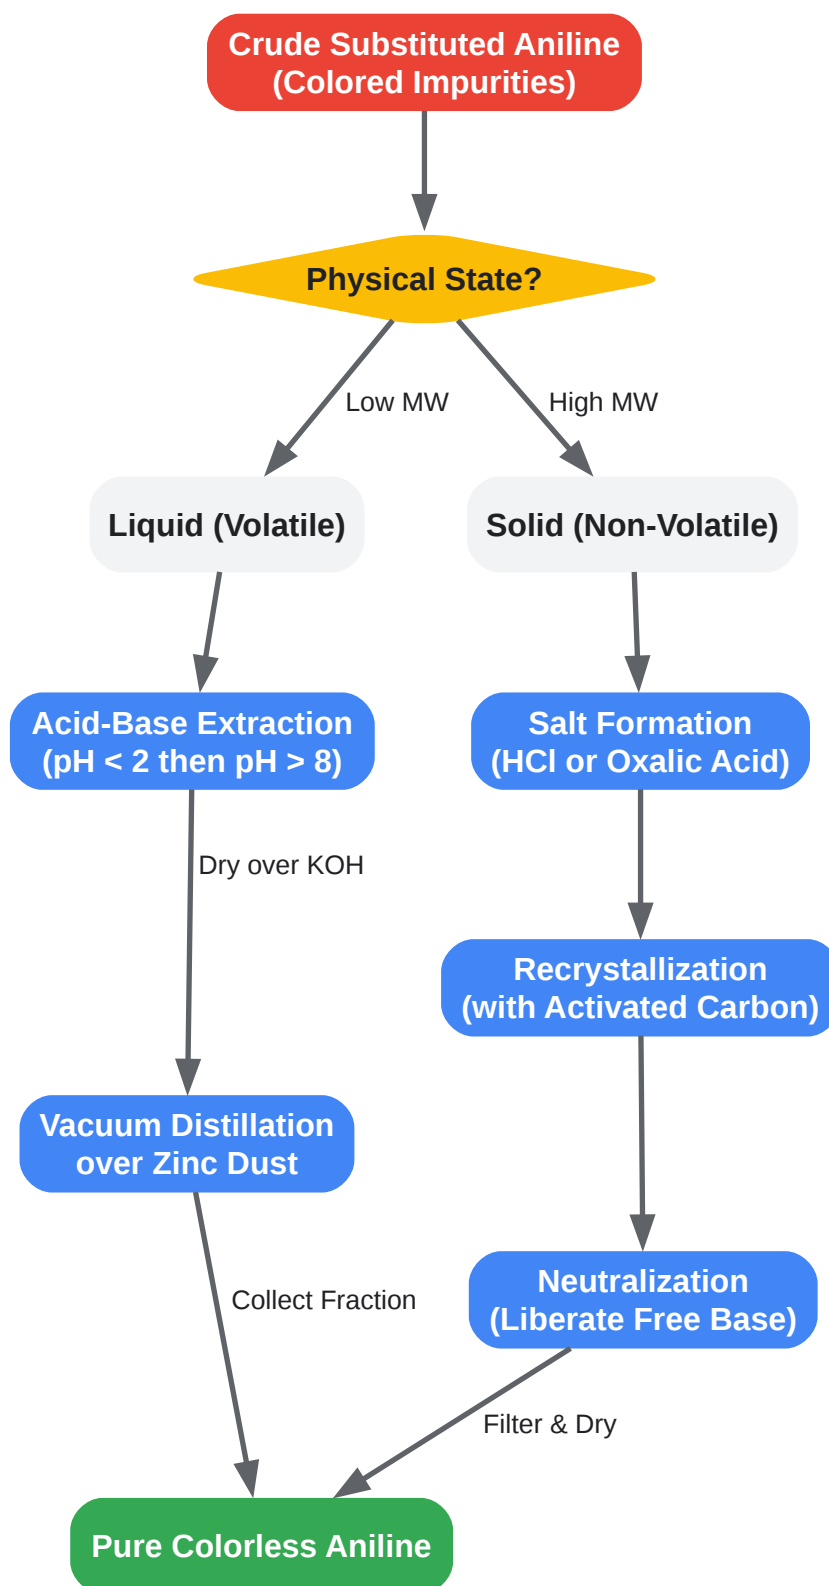 Crude Substituted Aniline
(Colored Impurities)
Physical State?
Low MW
High MW
Liquid (Volatile)
Solid (Non-Volatile)
Acid-Base Extraction
(pH < 2 then pH > 8)
Salt Formation
(HCl or Oxalic Acid)
Dry over KOH
Recrystallization
(with Activated Carbon)
Vacuum Distillation
over Zinc Dust
Neutralization
(Liberate Free Base)
Collect Fraction
Filter & Dry
Pure Colorless Aniline